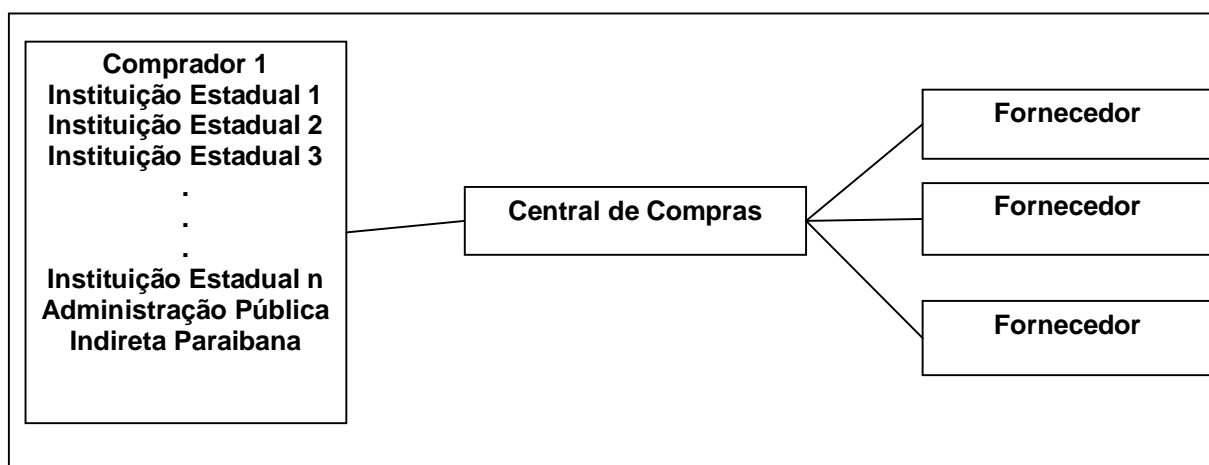 Comprador 1
Instituição Estadual 1
Instituição Estadual 2
Instituição Estadual 3
.
.
.
Instituição Estadual n
Administração Pública
Indireta Paraibana
Central de Compras
Fornecedor
Fornecedor
Fornecedor